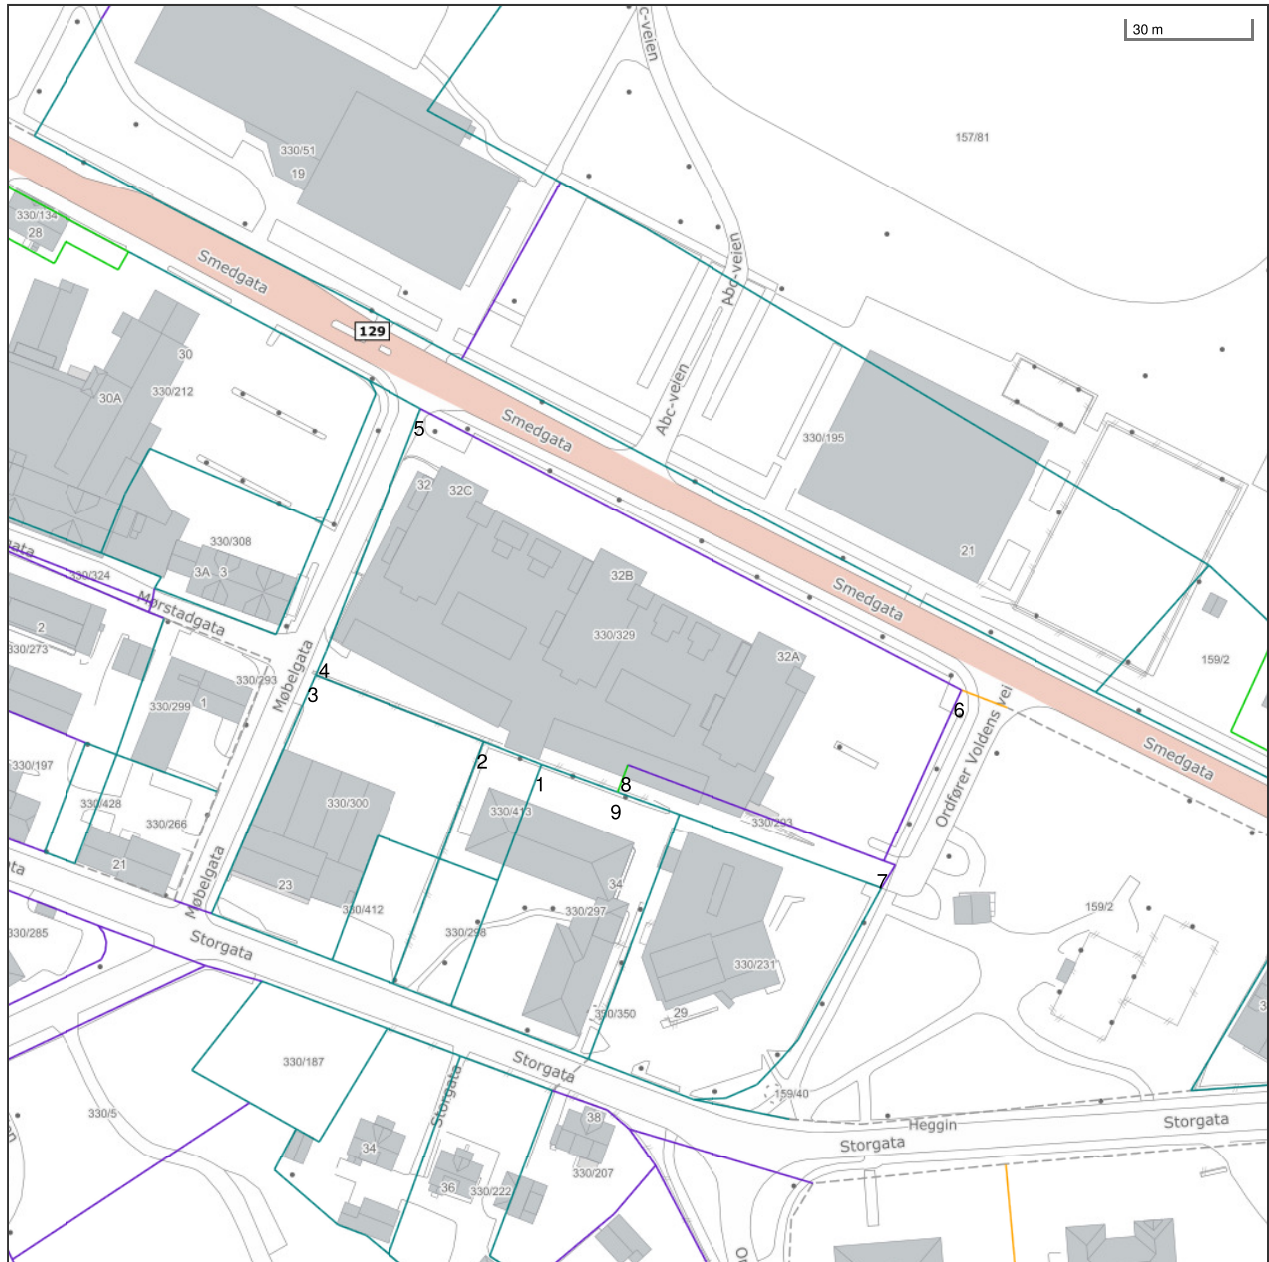 c-veien
30 m
157/81
330/51
19
330/134
28
Smedgata
Abc-veien
129
30
330/212
30A
Abc-veien
Smedgata
5
330/195
32
32C
330/308
21
3A 3
330/324
Mørstadgata
32B
Smedgata
2
330/273
330/329
32A
159/2
4
3
Møbelgata
330/293
330/299
1
6
Ordfører Voldens vei
Smedgata
2
1
8
330/197
330/428
330/266
330/300
330/413
9
330/293
21
23
34
7
Møbelgata
330/412
330/297
159/2
330/285
Storgata
330/298
330/231
29
330/350
330/187
Storgata
159/40
330/5
Storgata
38
Heggin
Storgata
Storgata
34
36
330/222
330/207